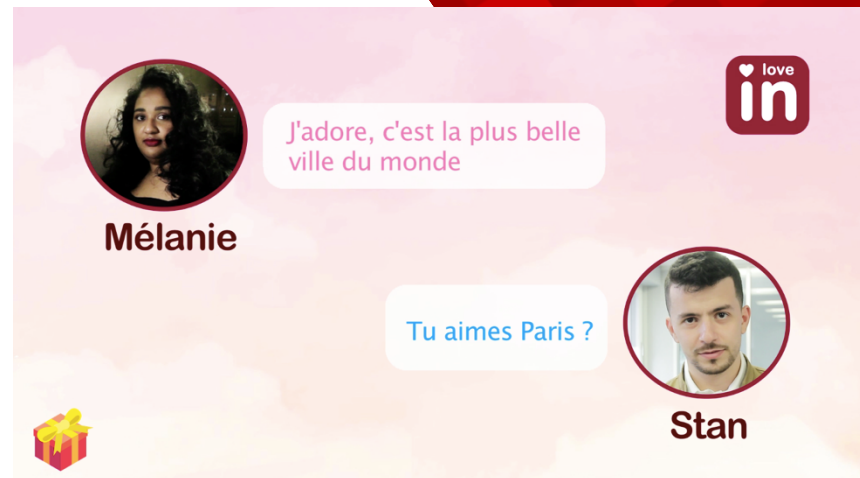 love
in
J'adore, c'est la plus belle
ville du monde
Mélanie
Tu aimes Paris ?
Stan